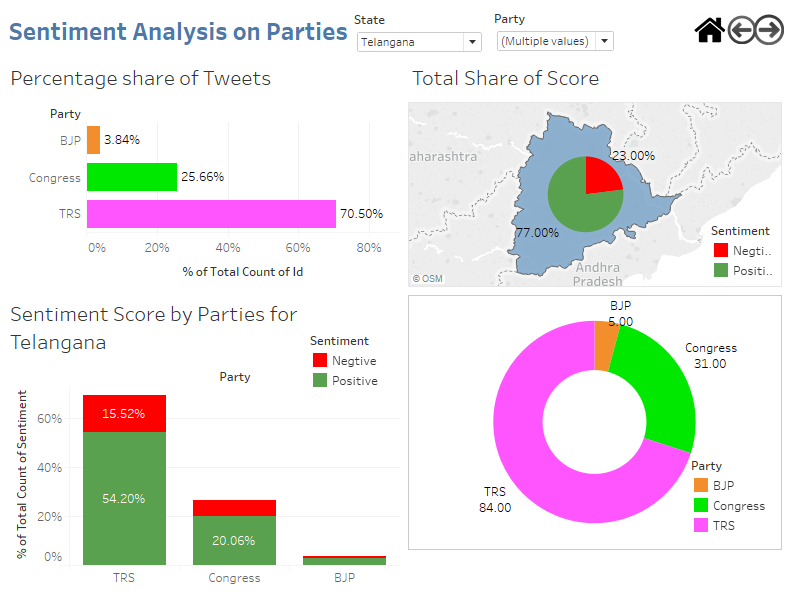 Sentiment Analysis on Parties
State
Telangana
Party
(Multiple values)
Percentage share of Tweets
Party
BJP
3.84%
Congress
25.66%
TRS
70.50%
0%
20%
40%
60%
80%
% of Total Count of Id
Total Share of Score
aharashtra
23.00%
77.00%
Andhra
Pradesh
© OSM
Sentiment
Negti..
Positi..
Sentiment Score by Parties for
Telangana
Sentiment
Negtive
Positive
Party
% of Total Count of Sentiment
60%
40%
20%
0%
15.52%
54.20%
20.06%
TRS
Congress
BJP
BJP
5.00
Congress
31.00
TRS
84.00
Party
BJP
Congress
TRS